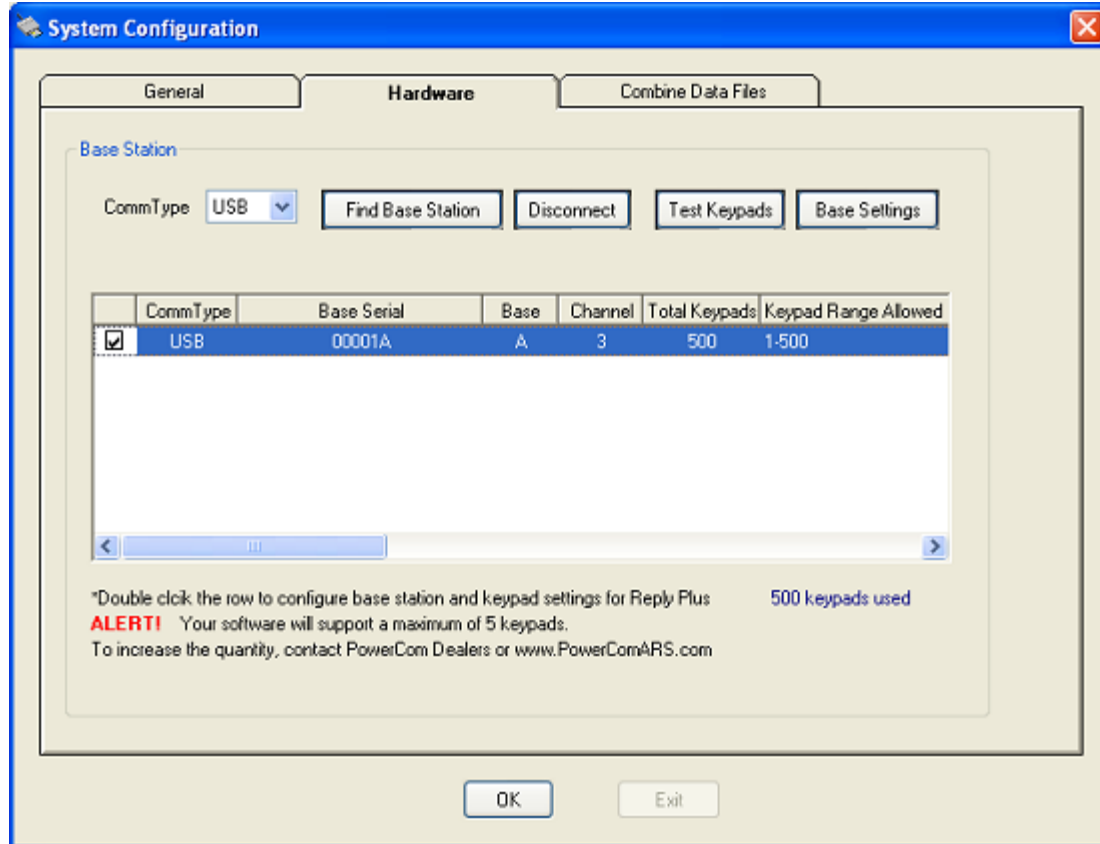 System Configuration
General Hardware Combine Data Files
Base Station
CommType USB Find Base Station Disconnect Test Keypads Base Settings
CommType Base Serial Base Channel Total Keypads Keypad Range Allowed
USB 00001A A 3 500 1-500
*Double clcik the row to configure base station and keypad settings for Reply Plus 500 keypads used
ALERT! Your software will support a maximum of 5 keypads.
To increase the quantity, contact PowerCom Dealers or www.PowerComARS.com
OK Exit